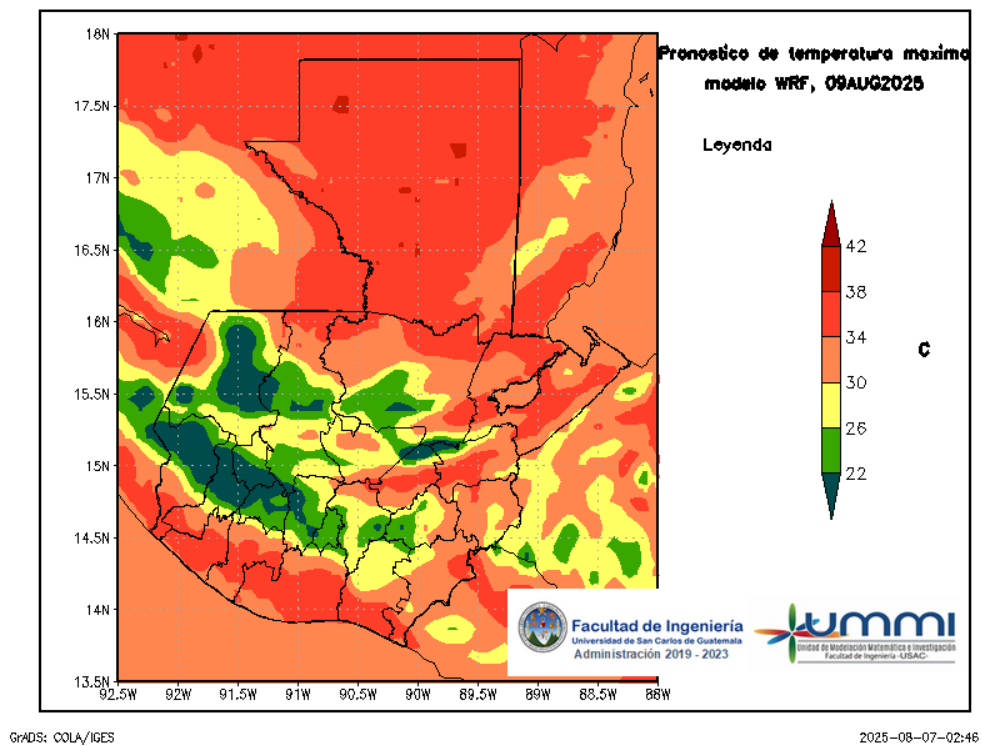 18N
17.5N
17N
16.5N
16N
15.5N
15N
14.5N
14N
13.5N
92.5W
92W
91.5W
91W
90.5W
90W
89.5W
89W
88.5W
88W
Pronostico de temperatura maxima
modelo WRF, 09AUG2025
Leyenda
42
38
34
30
26
22
C
Facultad de Ingeniería
Universidad de San Carlos de Guatemala
Administración 2019 - 2023
ummi
Unidad de Modelación Matemática e Investigación
Facultad de Ingeniería -USAC-
GrADS: COLA/IGES
2025-08-07-02:46